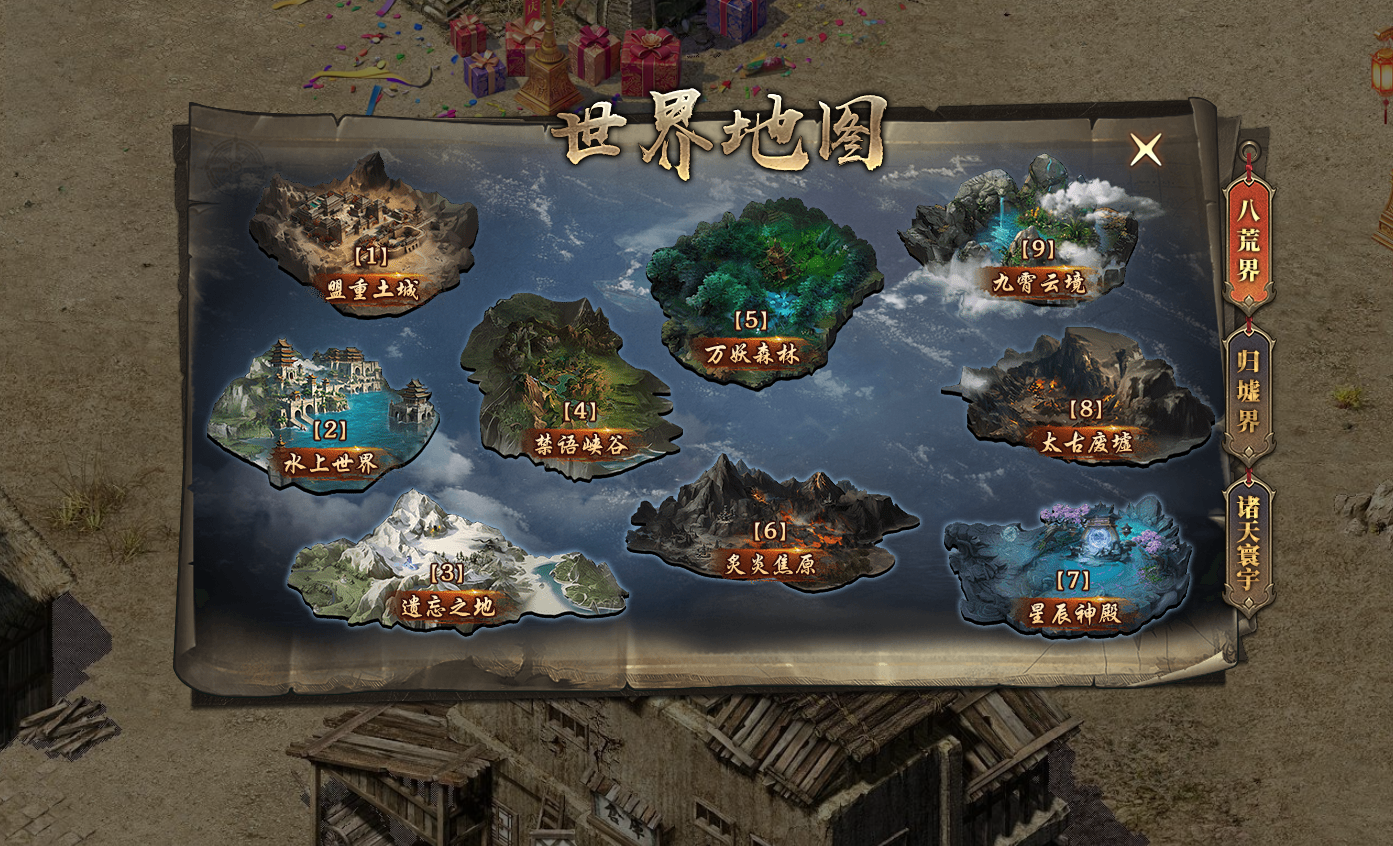 世界地图
【1】
盟重土城
【2】
水上世界
【3】
遗忘之地
【4】
禁语峡谷
【5】
万妖森林
【6】
炙炎焦原
【7】
星辰神殿
【8】
太古废墟
【9】
九霄云境
八荒界
归墟界
诸天寰宇